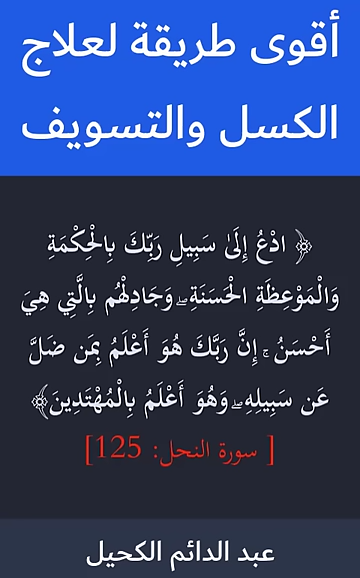 أقوى طريقة لعلاج
الكسل والتسويف
﴿ ادْعُ إِلَىٰ سَبِيلِ رَبِّكَ بِالْحِكْمَةِ
وَالْمَوْعِظَةِ الْحَسَنَةِ ۖ وَجَادِلْهُم بِالَّتِي هِيَ
أَحْسَنُ ۚ إِنَّ رَبَّكَ هُوَ أَعْلَمُ بِمَن ضَلَّ
عَن سَبِيلِهِ ۖ وَهُوَ أَعْلَمُ بِالْمُهْتَدِينَ﴾
[ سورة النحل: 125]
عبد الدائم الكحيل